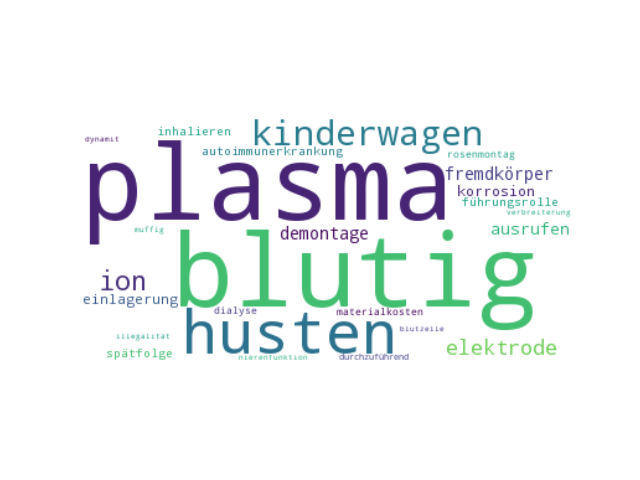 dynamit
inhalieren
kinderwagen
autoimmunerkrankung
rosenmontag
plasma
fremdkörper
korrosion
führungsrolle
verbreiterung
muffig
demontage
ausrufen
blutig
ion
einlagerung
dialyse
materialkosten
husten
blutzelle
illegalität
elektrode
spätfolge
nierenfunktion
durchzuführend